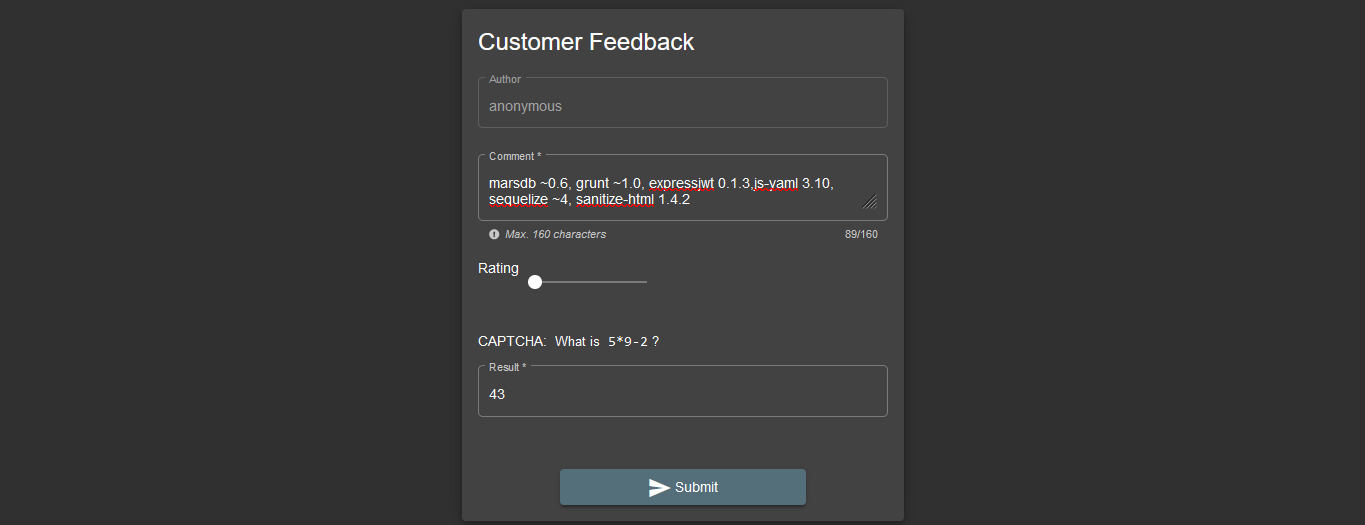 Customer Feedback
Author
anonymous
Comment *
marsdb ~0.6, grunt ~1.0, expressjwt 0.1.3,js-yaml 3.10,
sequelize ~4, sanitize-html 1.4.2
Max. 160 characters 89/160
Rating
CAPTCHA: What is 5*9-2 ?
Result *
43
Submit